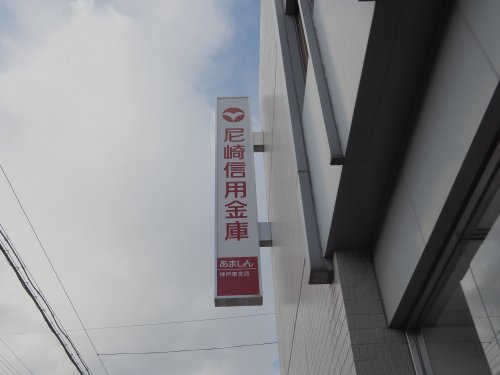 尼崎信用金庫
あましん
神戸東支店